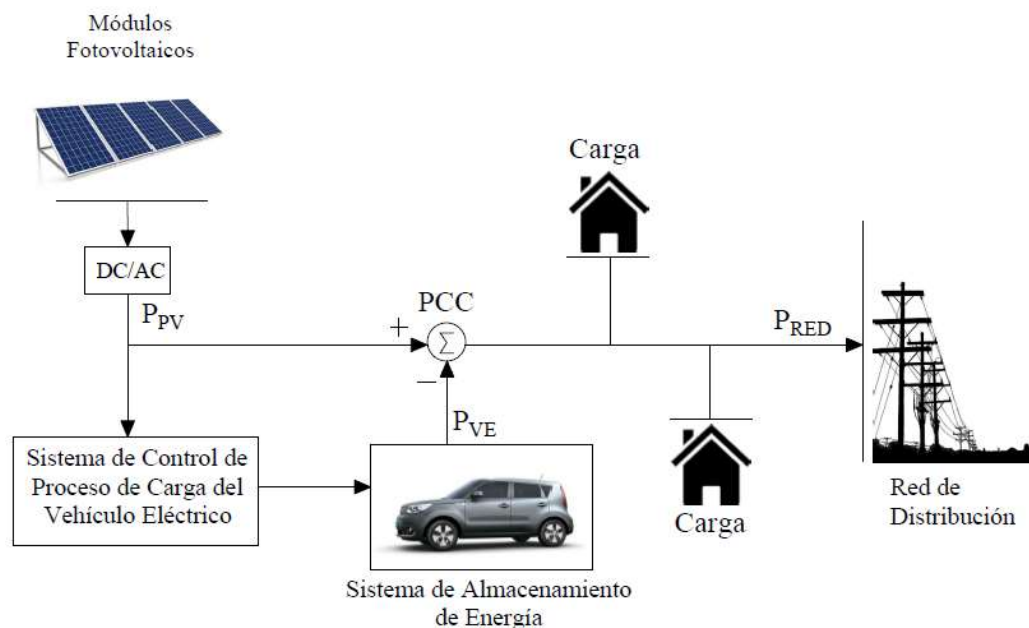 Módulos
Fotovoltaicos
Carga
DC/AC
PCC
P_PV
+
Σ
P_RED
−
P_VE
Sistema de Control de
Proceso de Carga del
Vehículo Eléctrico
Carga
Red de
Distribución
Sistema de Almacenamiento
de Energía